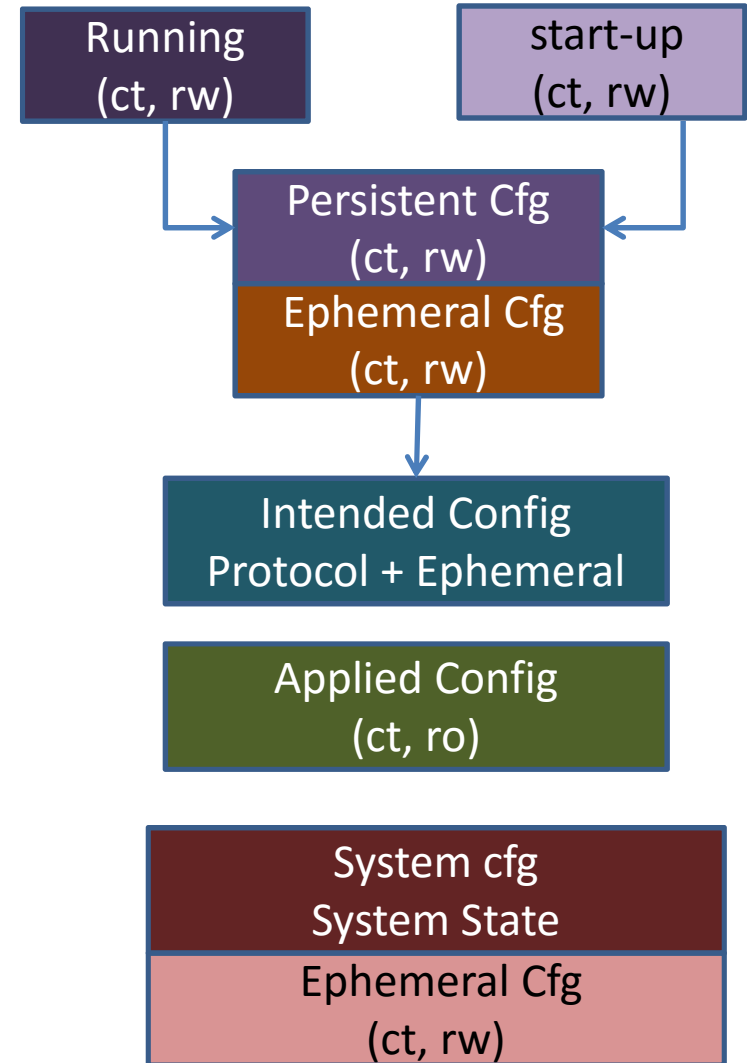 Running
(ct, rw)
start-up
(ct, rw)
Persistent Cfg
(ct, rw)
Ephemeral Cfg
(ct, rw)
Intended Config
Protocol + Ephemeral
Applied Config
(ct, ro)
System cfg
System State
Ephemeral Cfg
(ct, rw)